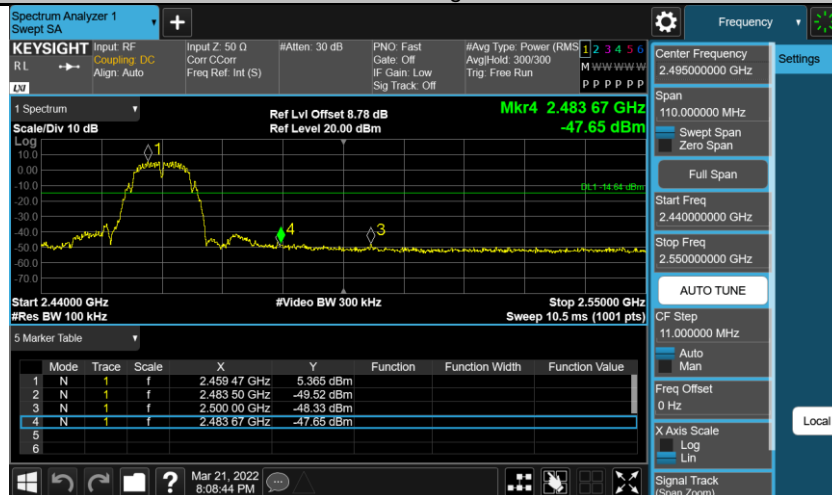 Spectrum Analyzer 1
Swept SA
Frequency
KEYSIGHT
RL
LXI
Input: RF
Coupling: DC
Align: Auto
Input Z: 50 Ω
Corr CCorr
Freq Ref: Int (S)
#Atten: 30 dB
PNO: Fast
Gate: Off
IF Gain: Low
Sig Track: Off
#Avg Type: Power (RMS
Avg|Hold: 300/300
Trig: Free Run
1 2 3 4 5 6
M W W W W W
P P P P P P
Center Frequency
2.495000000 GHz
Settings
Span
110.000000 MHz
Swept Span
Zero Span
Full Span
Start Freq
2.440000000 GHz
Stop Freq
2.550000000 GHz
AUTO TUNE
CF Step
11.000000 MHz
Auto
Man
Freq Offset
0 Hz
X Axis Scale
Log
Lin
Signal Track
(Span Zoom)
Local
1 Spectrum
Scale/Div 10 dB
Ref Lvl Offset 8.78 dB
Ref Level 20.00 dBm
Mkr4 2.483 67 GHz
-47.65 dBm
Log
10.0
0.00
-10.0
-20.0
-30.0
-40.0
-50.0
-60.0
-70.0
1
4
3
DL1 -14.64 dBm
Start 2.44000 GHz
#Res BW 100 kHz
#Video BW 300 kHz
Stop 2.55000 GHz
Sweep 10.5 ms (1001 pts)
5 Marker Table
Mode Trace Scale X Y Function Function Width Function Value
1 N 1 f 2.459 47 GHz 5.365 dBm
2 N 1 f 2.483 50 GHz -49.52 dBm
3 N 1 f 2.500 00 GHz -48.33 dBm
4 N 1 f 2.483 67 GHz -47.65 dBm
5
6
?
Mar 21, 2022
8:08:44 PM